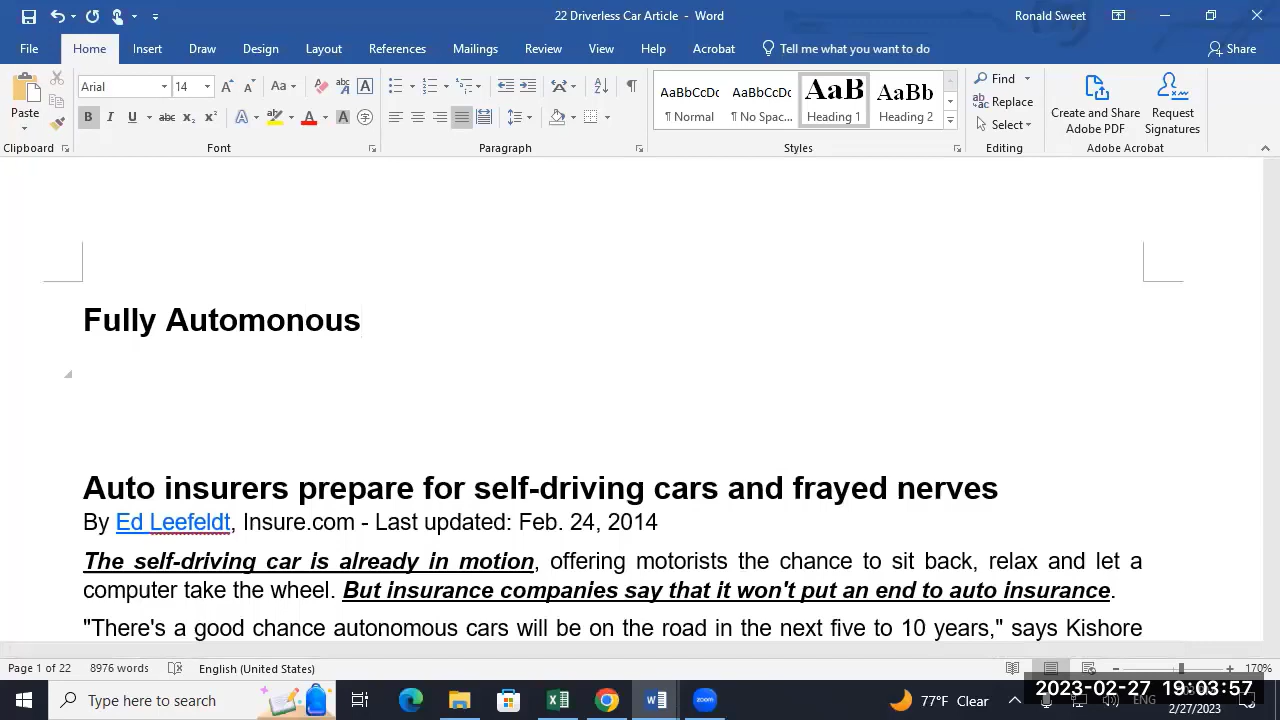 22 Driverless Car Article - Word
Ronald Sweet
File Home Insert Draw Design Layout References Mailings Review View Help Acrobat Tell me what you want to do Share
Paste
Clipboard
Arial 14
Aa
B I U abc x₂ x²
A A A
Font
Paragraph
AaBbCcDc AaBbCcDc AaB AaBb
¶ Normal ¶ No Spac... Heading 1 Heading 2
Styles
Find
Replace
Select
Editing
Create and Share Adobe PDF
Request Signatures
Adobe Acrobat
Fully Automonous
Auto insurers prepare for self-driving cars and frayed nerves
By Ed Leefeldt, Insure.com - Last updated: Feb. 24, 2014
The self-driving car is already in motion, offering motorists the chance to sit back, relax and let a
computer take the wheel. But insurance companies say that it won't put an end to auto insurance.
"There's a good chance autonomous cars will be on the road in the next five to 10 years," says Kishore
Page 1 of 22 8976 words English (United States) 170%
Type here to search
zoom
77°F Clear
ENG
2023-02-27 19:03:57
2/27/2023